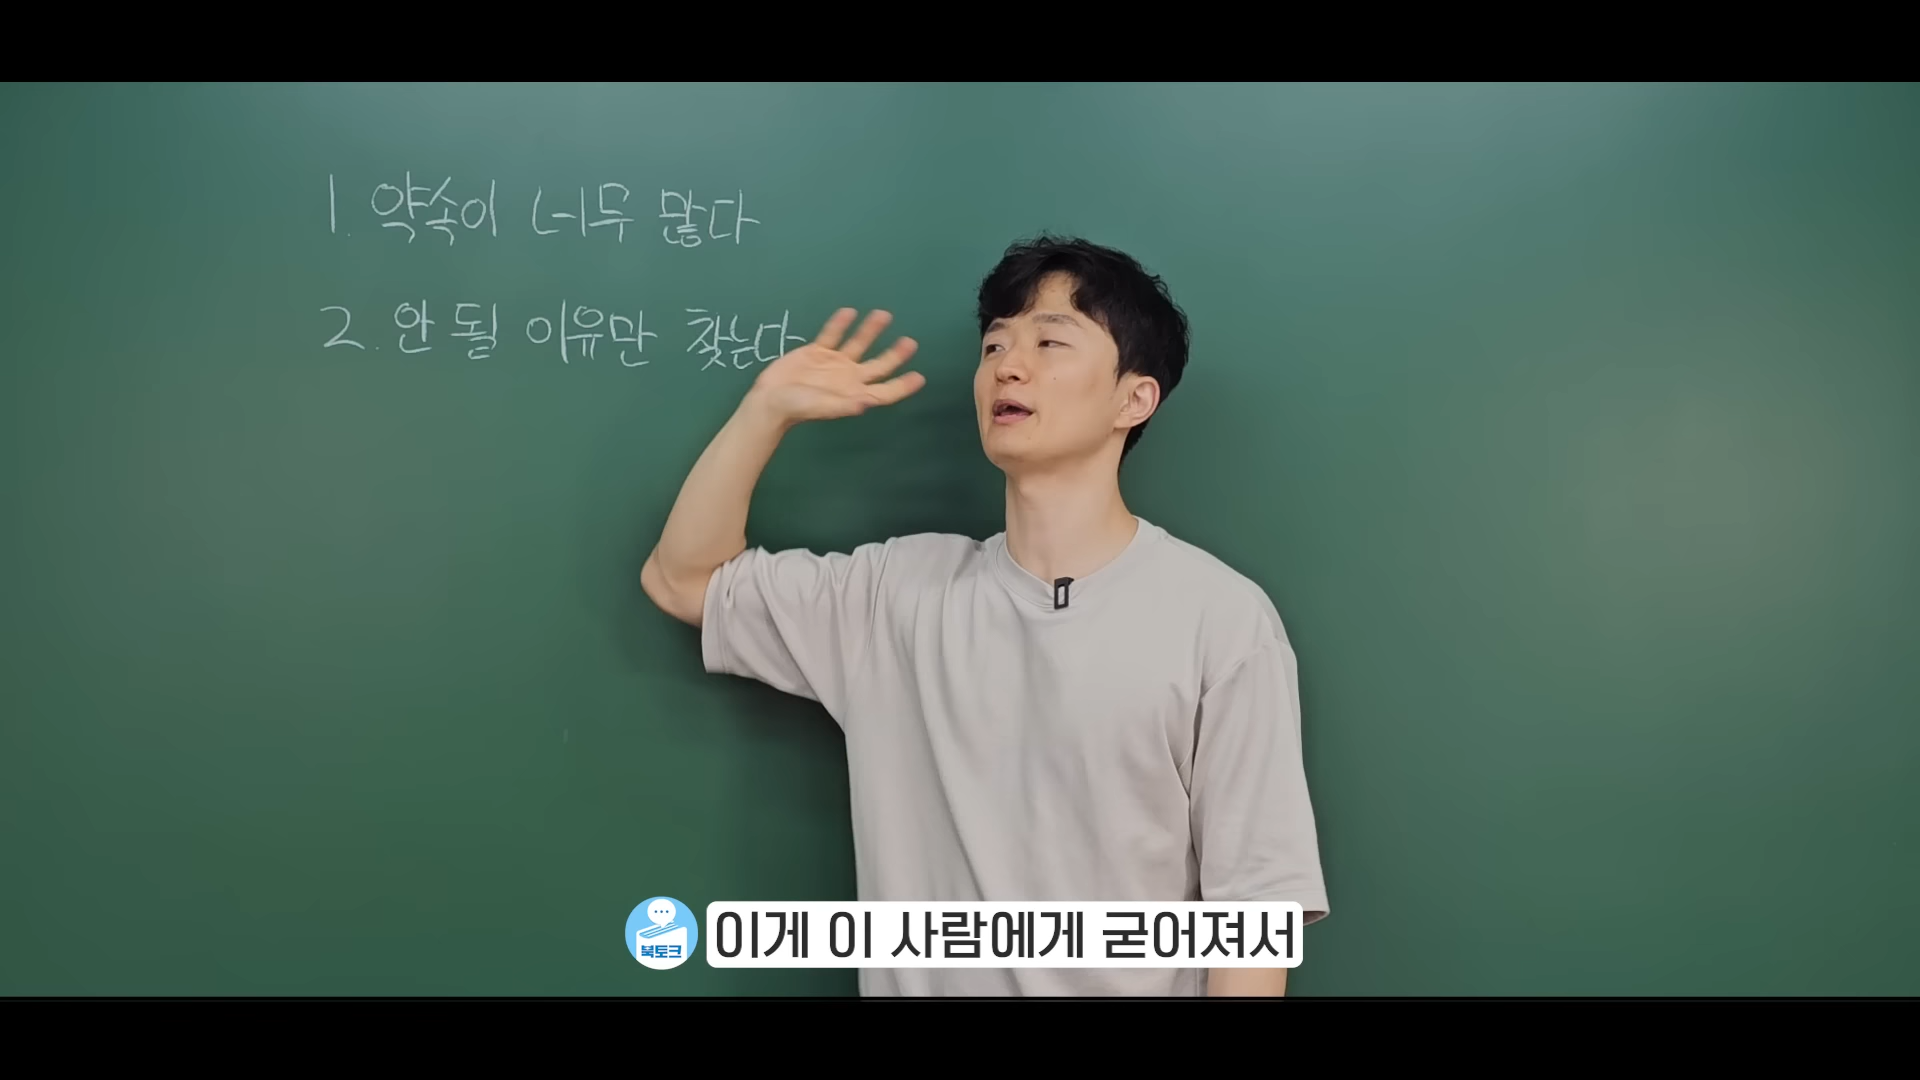 1. 약속이 너무 많다
2. 안 될 이유만 찾는다
북토크
이게 이 사람에게 굳어져서